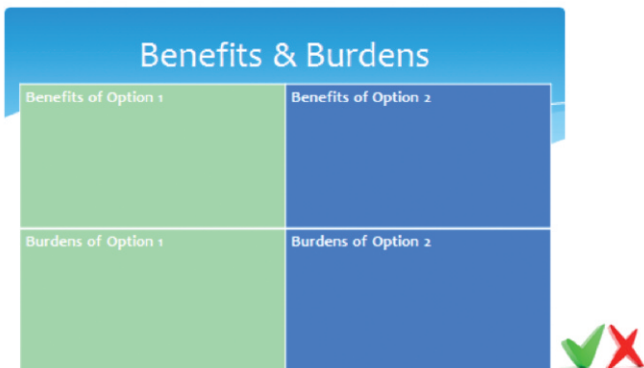 Benefits & Burdens
Benefits of Option 1
Benefits of Option 2
Burdens of Option 1
Burdens of Option 2